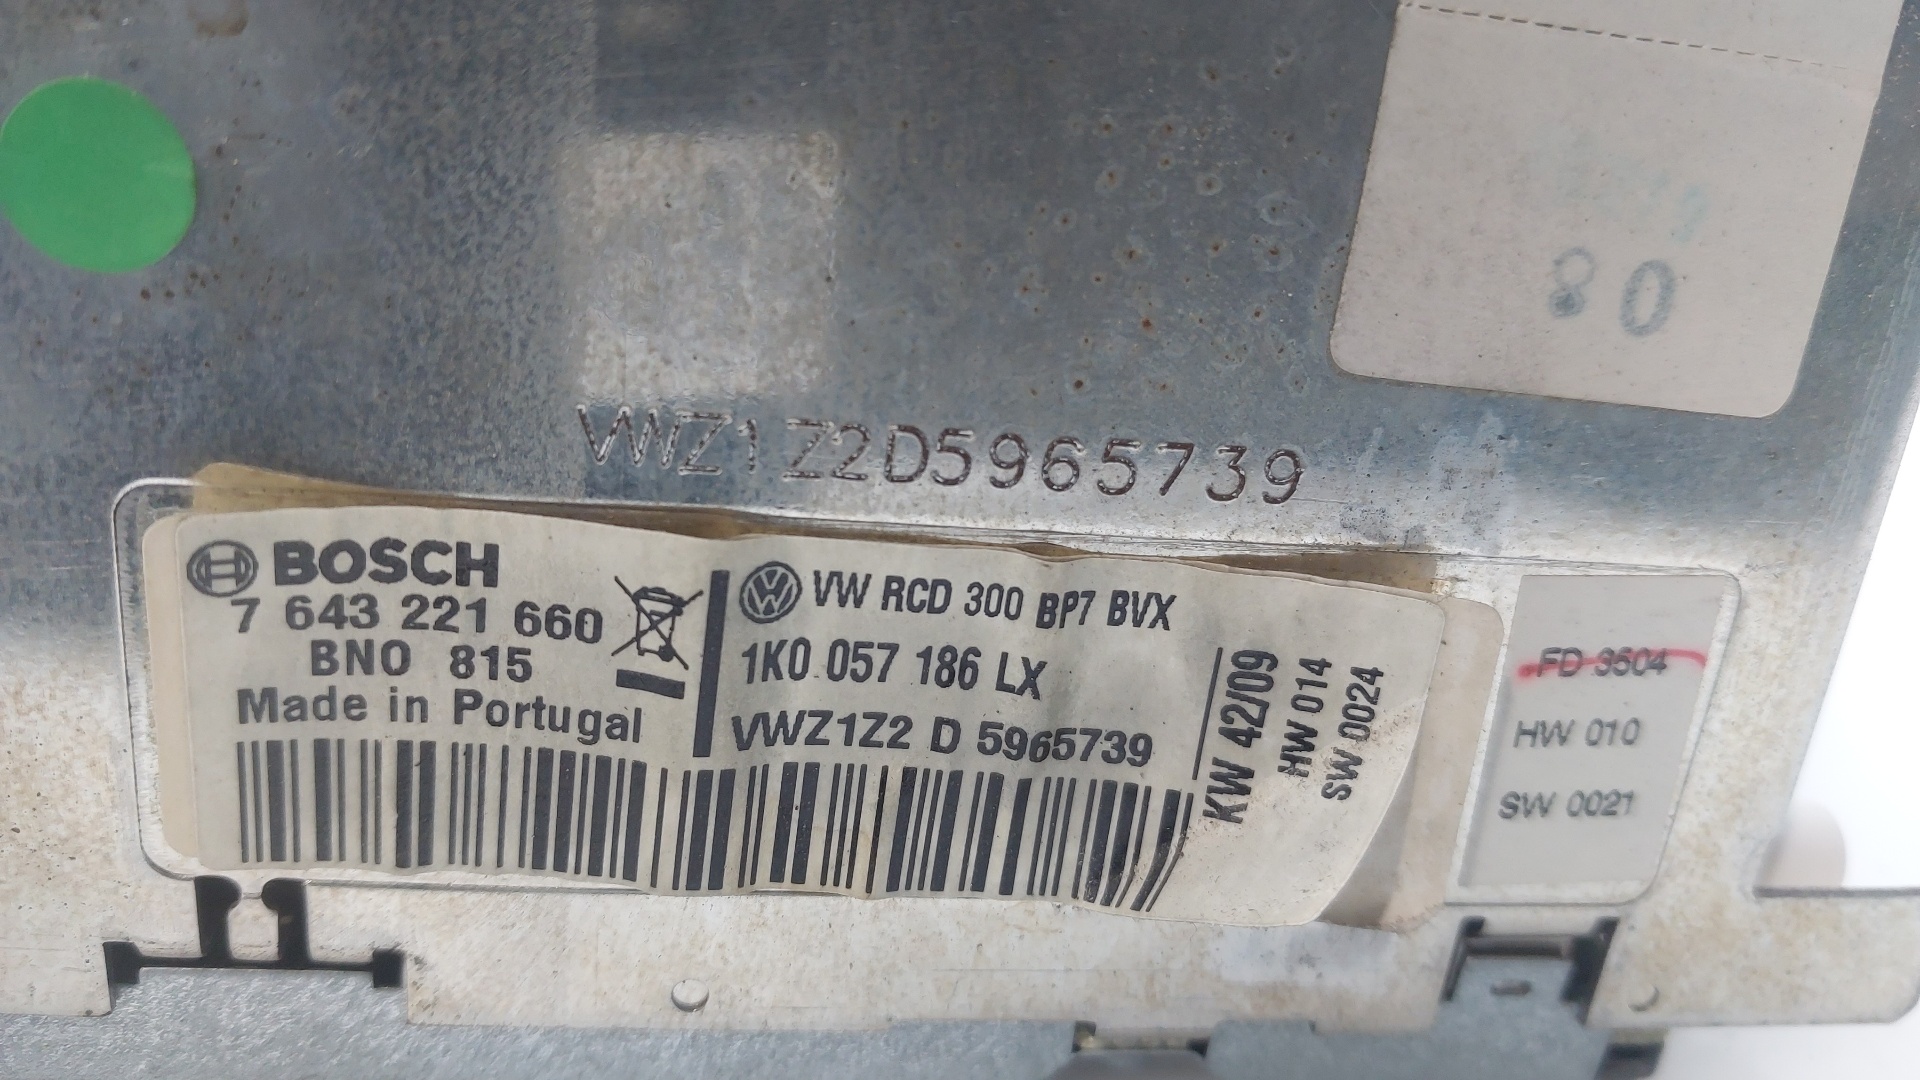 80
VWZ1Z2D5965739
BOSCH
7 643 221 660
BNO 815
Made in Portugal
VW RCD 300 BP7 BVX
1K0 057 186 LX
VWZ1Z2 D 5965739
KW 42/09
HW 014
SW 0024
FD 3504
HW 010
SW 0021